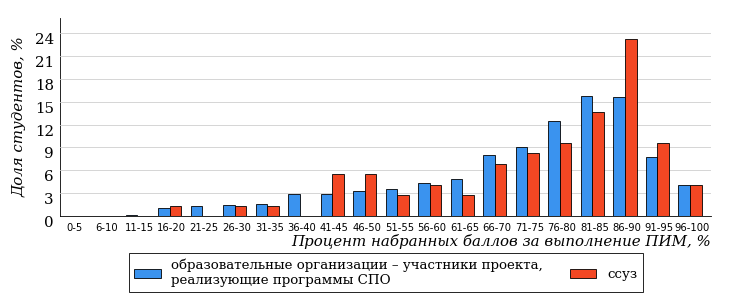 Доля студентов, %
24
21
18
15
12
9
6
3
0
0-5 6-10 11-15 16-20 21-25 26-30 31-35 36-40 41-45 46-50 51-55 56-60 61-65 66-70 71-75 76-80 81-85 86-90 91-95 96-100
Процент набранных баллов за выполнение ПИМ, %
образовательные организации – участники проекта,
реализующие программы СПО
ссуз